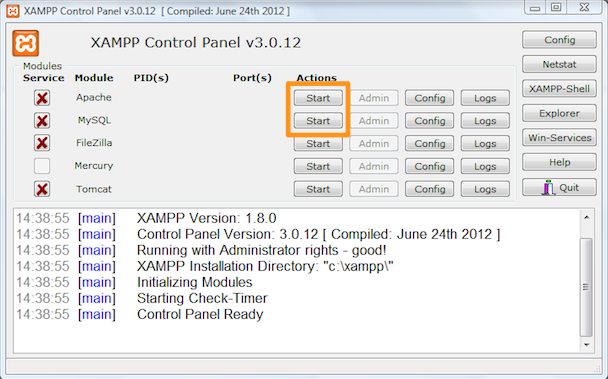 XAMPP Control Panel v3.0.12 [ Compiled: June 24th 2012 ]
XAMPP Control Panel v3.0.12
Modules
Service Module PID(s) Port(s) Actions
Apache Start Admin Config Logs
MySQL Start Admin Config Logs
FileZilla Start Admin Config Logs
Mercury Start Admin Config Logs
Tomcat Start Admin Config Logs
Config
Netstat
XAMPP-Shell
Explorer
Win-Services
Help
Quit
14:38:55 [main] XAMPP Version: 1.8.0
14:38:55 [main] Control Panel Version: 3.0.12 [ Compiled: June 24th 2012 ]
14:38:55 [main] Running with Administrator rights - good!
14:38:55 [main] XAMPP Installation Directory: "c:\xampp\"
14:38:55 [main] Initializing Modules
14:38:55 [main] Starting Check-Timer
14:38:55 [main] Control Panel Ready